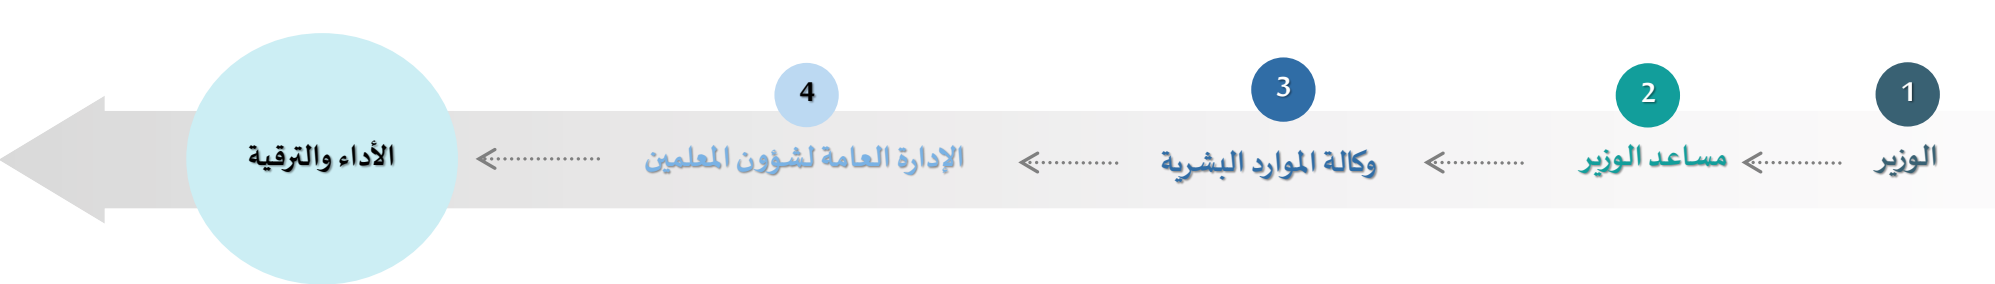 1
الوزير
2
مساعد الوزير
3
وكالة الموارد البشرية
4
الإدارة العامة لشؤون المعلمين
الأداء والترقية